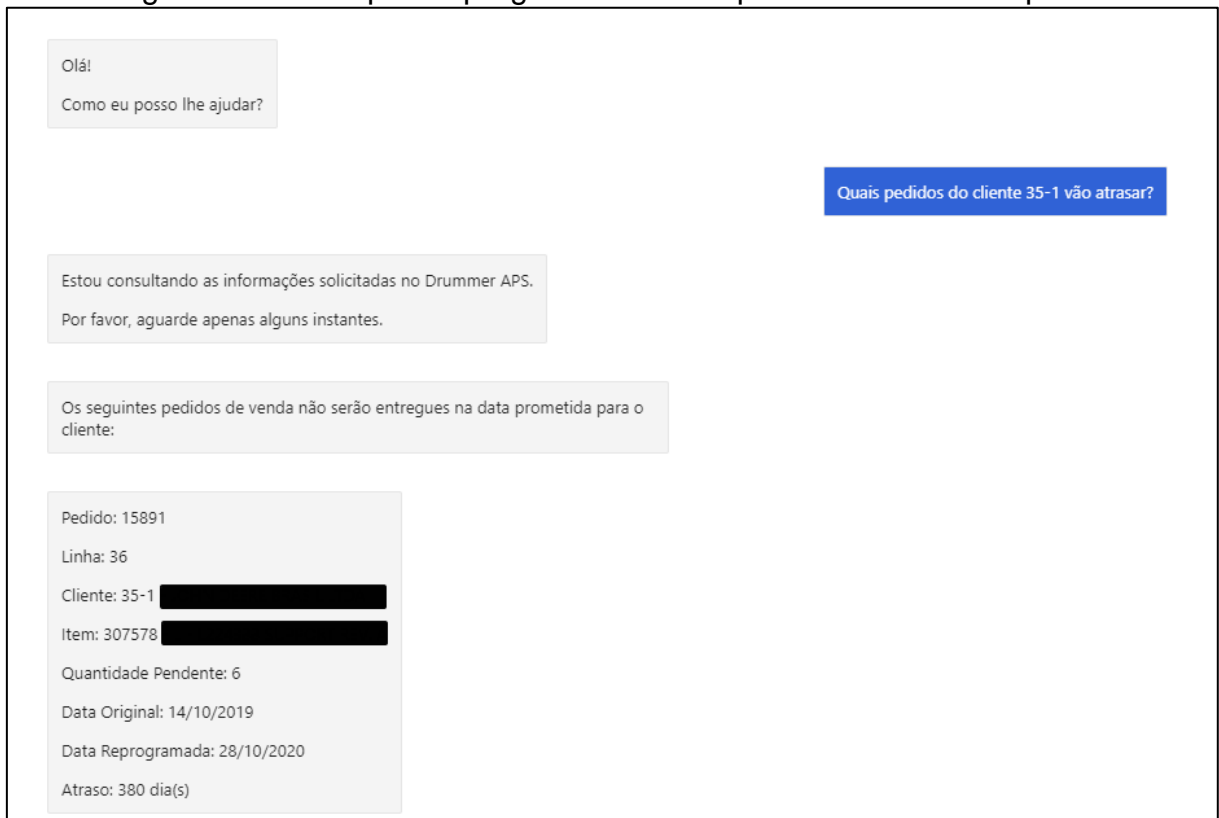 Olá!
Como eu posso lhe ajudar?
Quais pedidos do cliente 35-1 vão atrasar?
Estou consultando as informações solicitadas no Drummer APS.
Por favor, aguarde apenas alguns instantes.
Os seguintes pedidos de venda não serão entregues na data prometida para o
cliente:
Pedido: 15891
Linha: 36
Cliente: 35-1
Item: 307578
Quantidade Pendente: 6
Data Original: 14/10/2019
Data Reprogramada: 28/10/2020
Atraso: 380 dia(s)